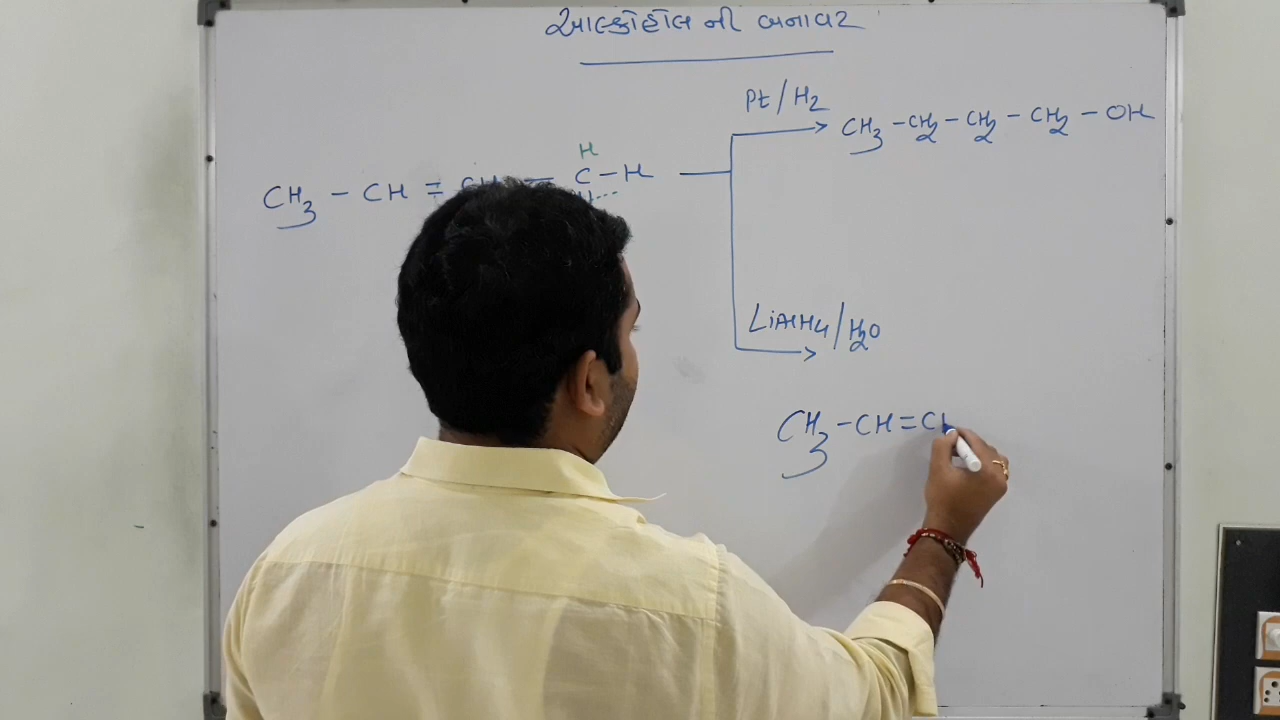 આલ્કોહોલ ની બનાવટ
Pt / H2
CH3 - CH2 - CH2 - CH2 - OH
H
CH3 - CH = CH - C - H
LiAlH4 / H2O
CH3 - CH = CH